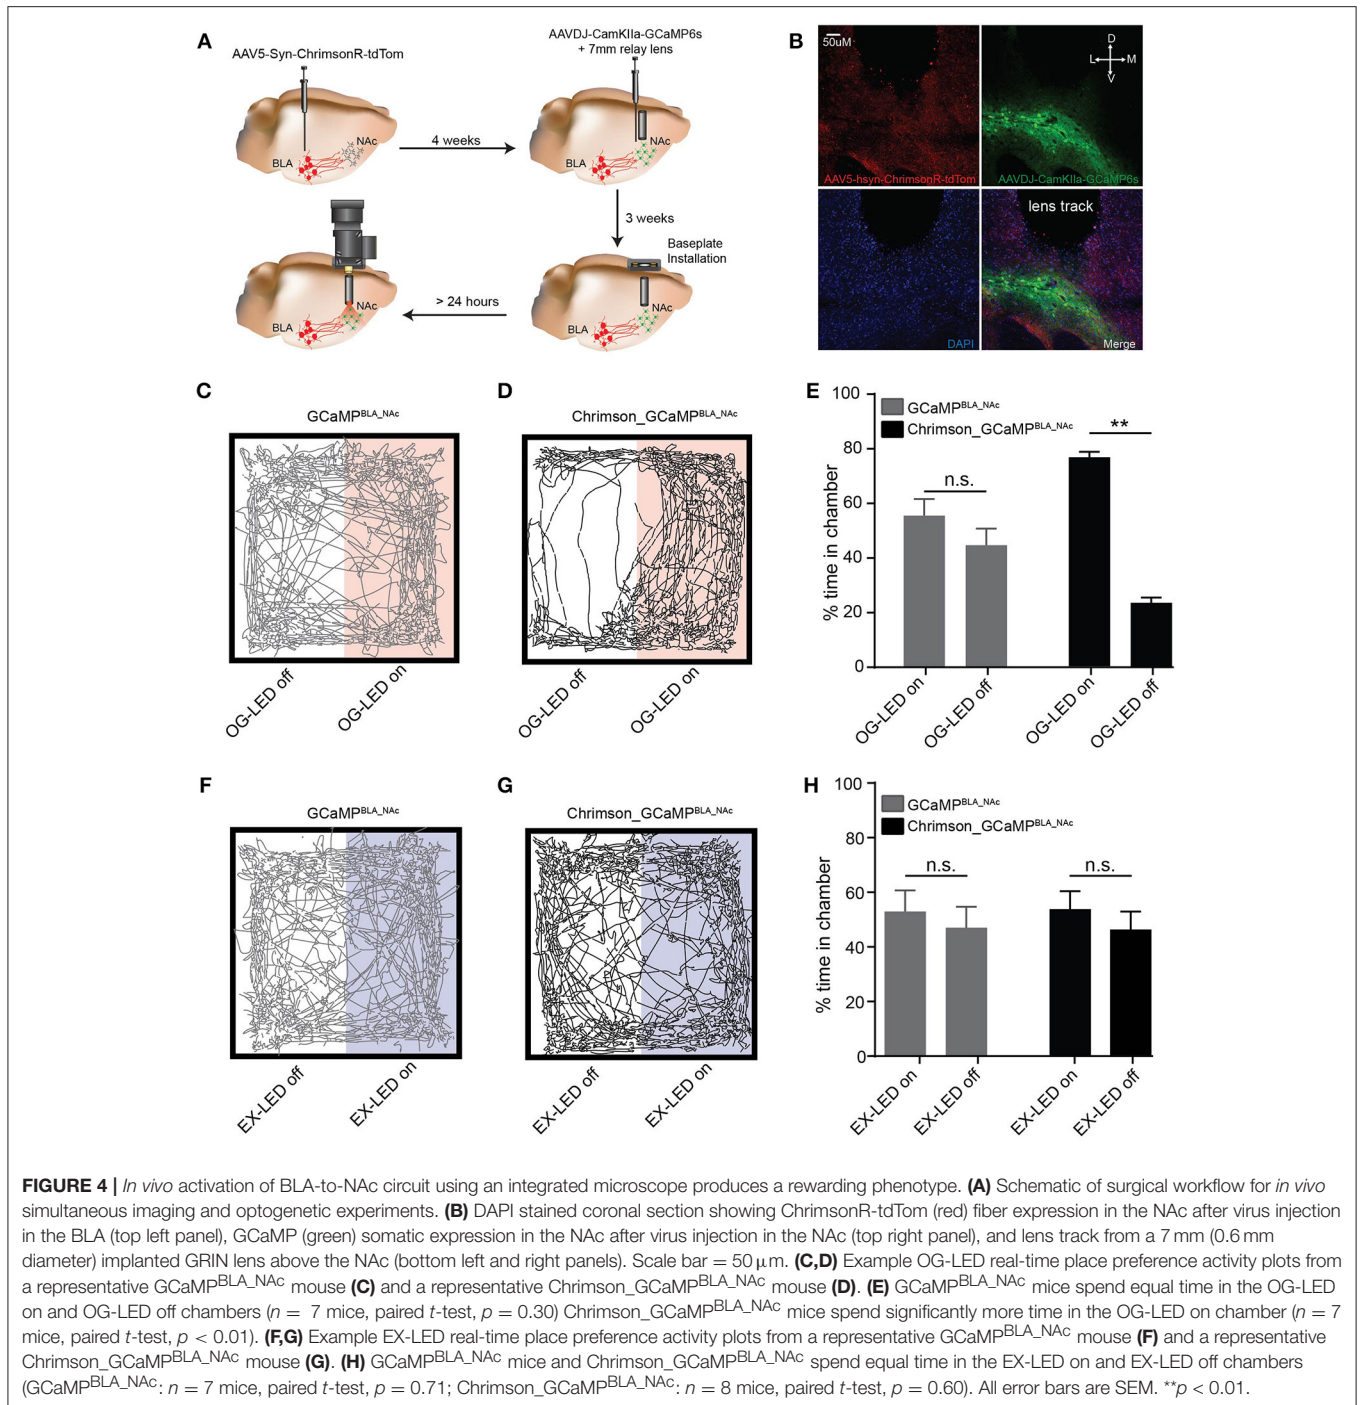 A
AAV5-Syn-ChrimsonR-tdTom
AAVDJ-CamKIIa-GCaMP6s
+ 7mm relay lens
NAc
BLA
4 weeks
NAc
BLA
3 weeks
Baseplate
Installation
NAc
BLA
> 24 hours
NAc
BLA
B
50uM
D
L
M
V
AAV5-hsyn-ChrimsonR-tdTom
AAVDJ-CamKIIa-GCaMP6s
lens track
DAPI
Merge
C
GCaMP^BLA_NAc
OG-LED off
OG-LED on
D
Chrimson_GCaMP^BLA_NAc
OG-LED off
OG-LED on
E
GCaMP^BLA_NAc
Chrimson_GCaMP^BLA_NAc
% time in chamber
100
80
60
40
20
0
n.s.
**
OG-LED on
OG-LED off
OG-LED on
OG-LED off
F
GCaMP^BLA_NAc
EX-LED off
EX-LED on
G
Chrimson_GCaMP^BLA_NAc
EX-LED off
EX-LED on
H
GCaMP^BLA_NAc
Chrimson_GCaMP^BLA_NAc
% time in chamber
100
80
60
40
20
0
n.s.
n.s.
EX-LED on
EX-LED off
EX-LED on
EX-LED off
FIGURE 4 | In vivo activation of BLA-to-NAc circuit using an integrated microscope produces a rewarding phenotype. (A) Schematic of surgical workflow for in vivo
simultaneous imaging and optogenetic experiments. (B) DAPI stained coronal section showing ChrimsonR-tdTom (red) fiber expression in the NAc after virus injection
in the BLA (top left panel), GCaMP (green) somatic expression in the NAc after virus injection in the NAc (top right panel), and lens track from a 7 mm (0.6 mm
diameter) implanted GRIN lens above the NAc (bottom left and right panels). Scale bar = 50 μm. (C,D) Example OG-LED real-time place preference activity plots from
a representative GCaMP^BLA_NAc mouse (C) and a representative Chrimson_GCaMP^BLA_NAc mouse (D). (E) GCaMP^BLA_NAc mice spend equal time in the OG-LED
on and OG-LED off chambers (n = 7 mice, paired t-test, p = 0.30) Chrimson_GCaMP^BLA_NAc mice spend significantly more time in the OG-LED on chamber (n = 7
mice, paired t-test, p < 0.01). (F,G) Example EX-LED real-time place preference activity plots from a representative GCaMP^BLA_NAc mouse (F) and a representative
Chrimson_GCaMP^BLA_NAc mouse (G). (H) GCaMP^BLA_NAc mice and Chrimson_GCaMP^BLA_NAc spend equal time in the EX-LED on and EX-LED off chambers
(GCaMP^BLA_NAc: n = 7 mice, paired t-test, p = 0.71; Chrimson_GCaMP^BLA_NAc: n = 8 mice, paired t-test, p = 0.60). All error bars are SEM. **p < 0.01.